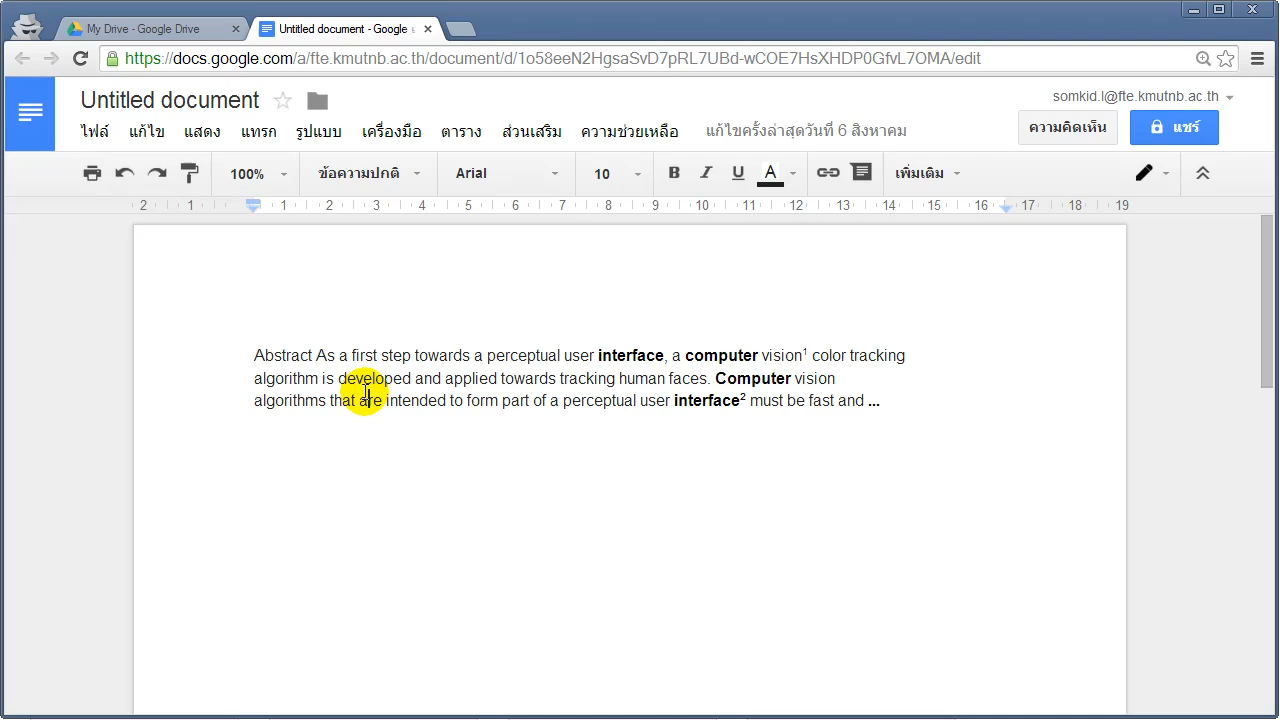 My Drive - Google Drive
Untitled document - Google
https://docs.google.com/a/fte.kmutnb.ac.th/document/d/1o58eeN2HgsaSvD7pRL7UBd-wCOE7HsXHDP0GfvL7OMA/edit
Untitled document
somkid.l@fte.kmutnb.ac.th
ไฟล์ แก้ไข แสดง แทรก รูปแบบ เครื่องมือ ตาราง ส่วนเสริม ความช่วยเหลือ แก้ไขครั้งล่าสุดวันที่ 6 สิงหาคม
ความคิดเห็น แชร์
100% ข้อความปกติ Arial 10 B I U A เพิ่มเติม
2 1 1 2 3 4 5 6 7 8 9 10 11 12 13 14 15 16 17 18 19
Abstract As a first step towards a perceptual user interface, a computer vision¹ color tracking
algorithm is developed and applied towards tracking human faces. Computer vision
algorithms that are intended to form part of a perceptual user interface² must be fast and ...